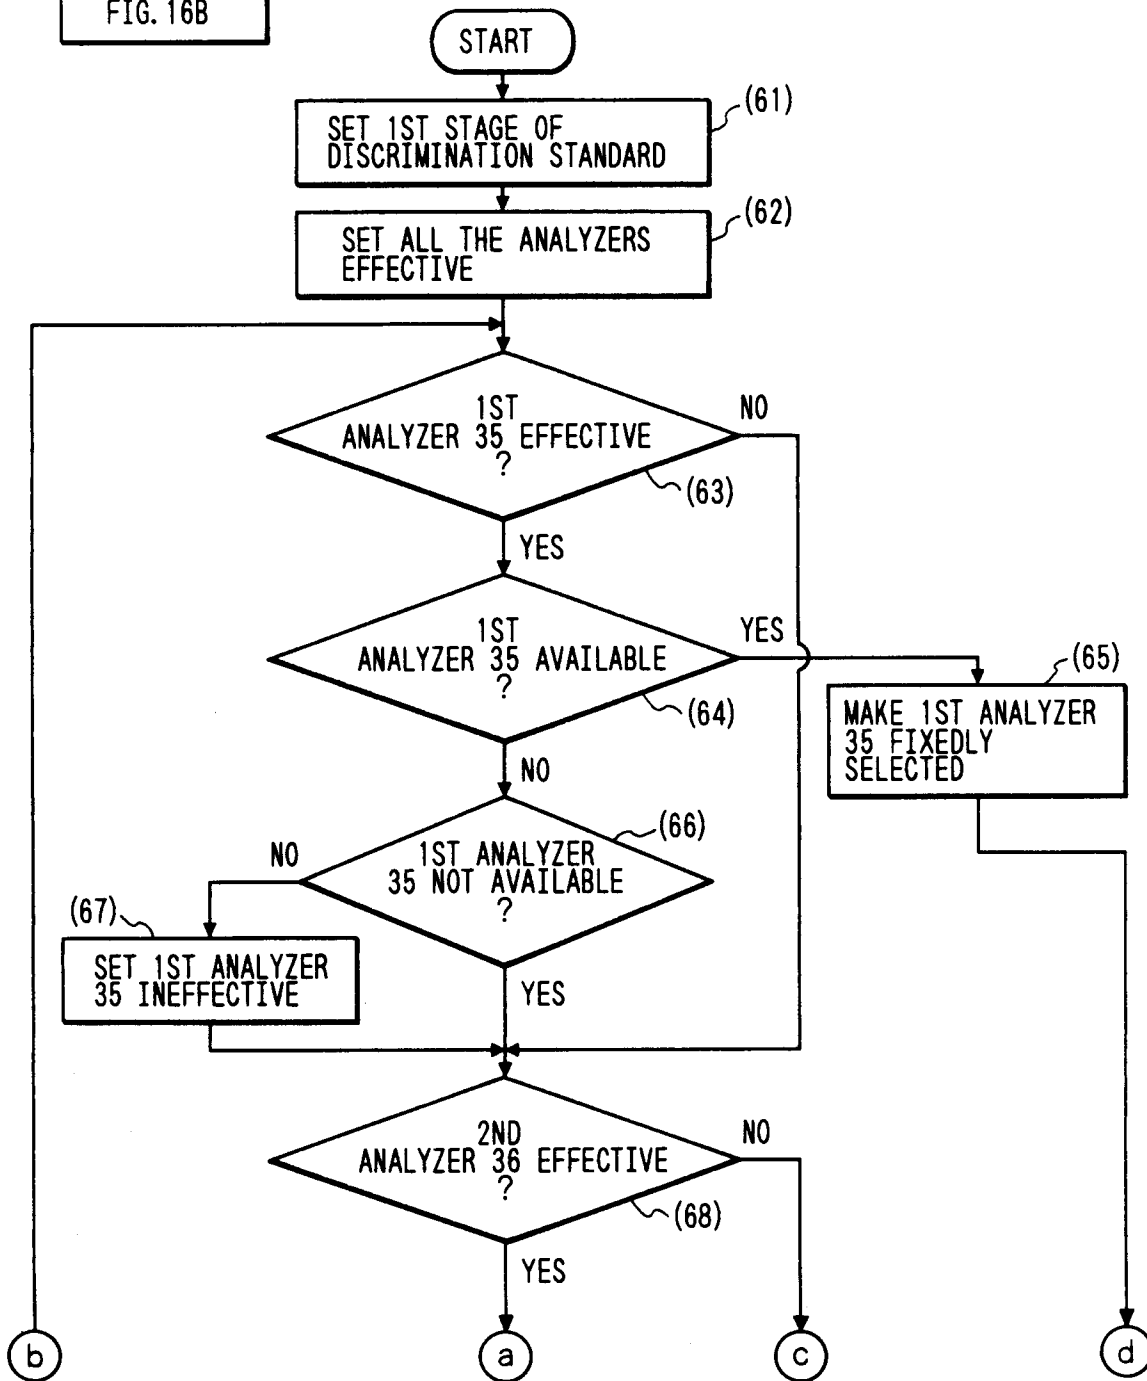 FIG. 16B
START
(61)
SET 1ST STAGE OF
DISCRIMINATION STANDARD
(62)
SET ALL THE ANALYZERS
EFFECTIVE
1ST
ANALYZER 35 EFFECTIVE
?
NO
(63)
YES
1ST
ANALYZER 35 AVAILABLE
?
YES
(64)
(65)
MAKE 1ST ANALYZER
35 FIXEDLY
SELECTED
NO
(66)
1ST ANALYZER
35 NOT AVAILABLE
?
NO
(67)
SET 1ST ANALYZER
35 INEFFECTIVE
YES
2ND
ANALYZER 36 EFFECTIVE
?
NO
(68)
YES
b
a
c
d